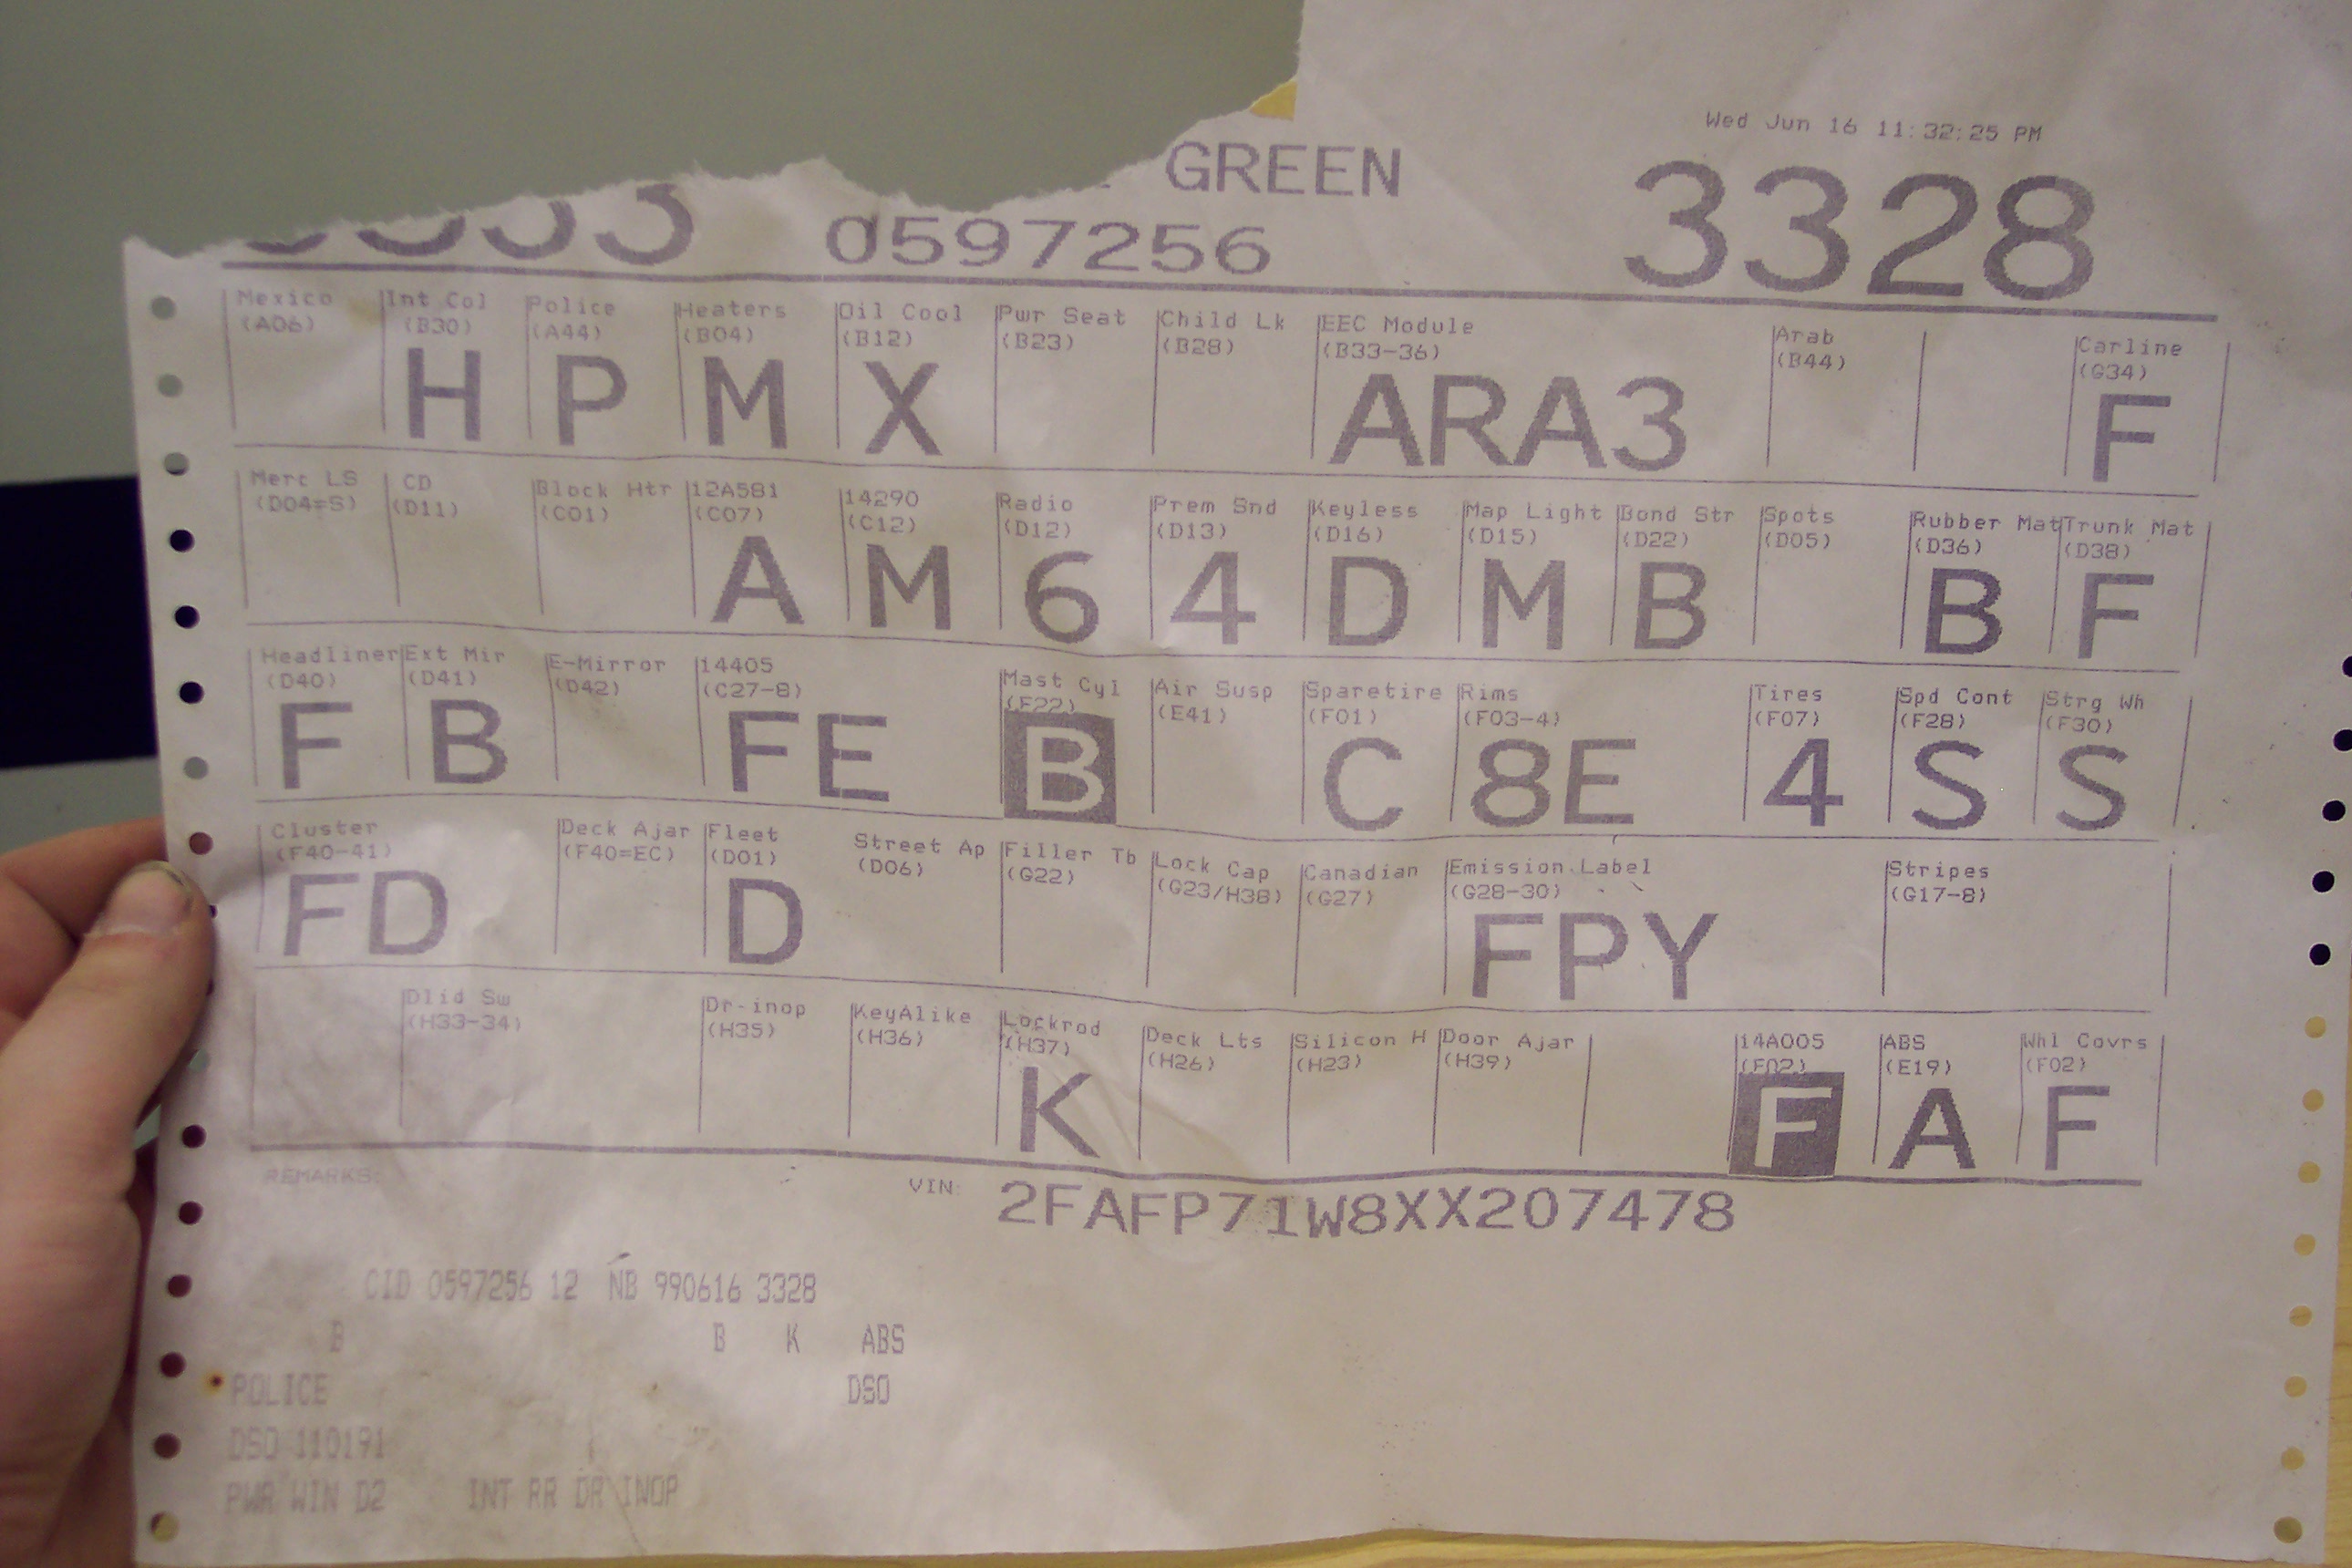 Wed Jun 16 11:32:25 PM
GREEN
0597256 3328
Mexico Int Col Police Heaters Oil Cool Pwr Seat Child Lk EEC Module Arab Carline
(A06) (B30) (A44) (B04) (B12) (B23) (B28) (B33-36) (B44) (G34)
H P M X ARA3 F
Merc LS CD Block Htr 12A581 14290 Radio Prem Snd Keyless Map Light Bond Str Spots Rubber Mat Trunk Mat
(D04=S) (D11) (C01) (C07) (C12) (D12) (D13) (D16) (D15) (D22) (D05) (D36) (D38)
A M 6 4 D M B B F
Headliner Ext Mir E-Mirror 14405 Mast Cyl Air Susp Sparetire Rims Tires Spd Cont Strg Wh
(D40) (D41) (D42) (C27-8) (E22) (E41) (F01) (F03-4) (F07) (F28) (F30)
F B FE B C 8E 4 S S
Cluster Deck Ajar Fleet Street Ap Filler Tb Lock Cap Canadian Emission Label Stripes
(F40-41) (F40=EC) (D01) (D06) (G22) (G23/H38) (G27) (G28-30) (G17-8)
FD D FPY
Dlid Sw Dr-inop KeyAlike Lockrod Deck Lts Silicon H Door Ajar 14A005 ABS Whl Covrs
(H33-34) (H35) (H36) (H37) (H26) (H23) (H39) (E02) (E19) (F02)
K F A F
REMARKS: VIN: 2FAFP71W8XX207478
CID 0597256 12 NB 990616 3328
B B K ABS
POLICE DSO
DSO 110191
PWR WIN D2 INT RR DR INOP